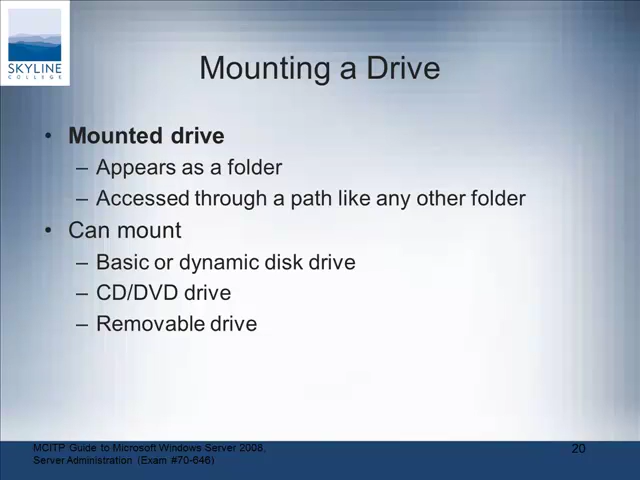 SKYLINE
COLLEGE
Mounting a Drive
• Mounted drive
– Appears as a folder
– Accessed through a path like any other folder
• Can mount
– Basic or dynamic disk drive
– CD/DVD drive
– Removable drive
MCITP Guide to Microsoft Windows Server 2008,
Server Administration (Exam #70-646)
20